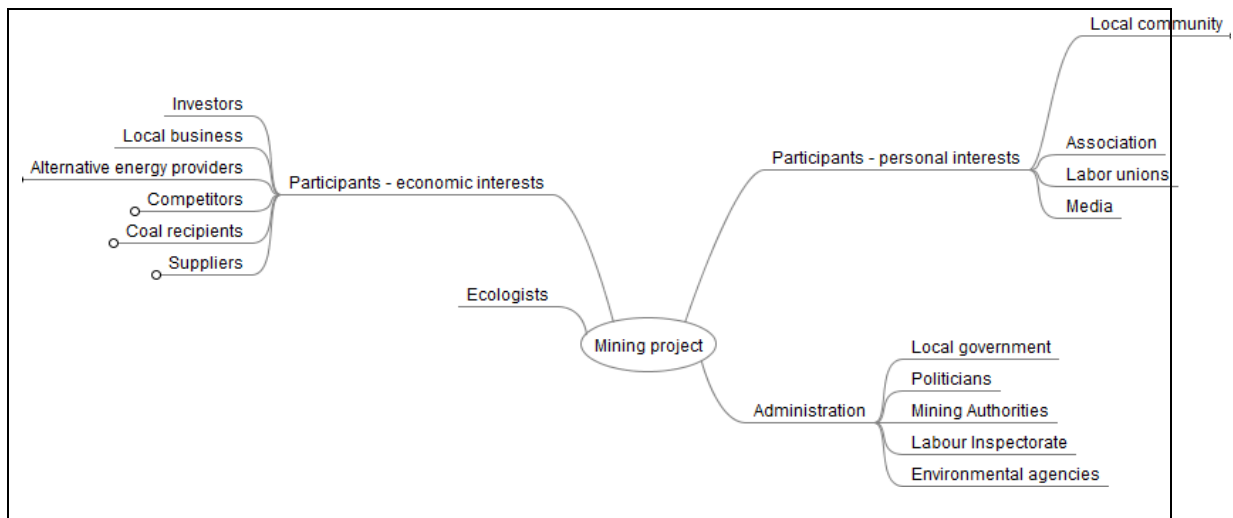 Local community
Investors
Local business
Alternative energy providers
Competitors
Coal recipients
Suppliers
Participants - economic interests
Participants - personal interests
Association
Labor unions
Media
Ecologists
Mining project
Administration
Local government
Politicians
Mining Authorities
Labour Inspectorate
Environmental agencies